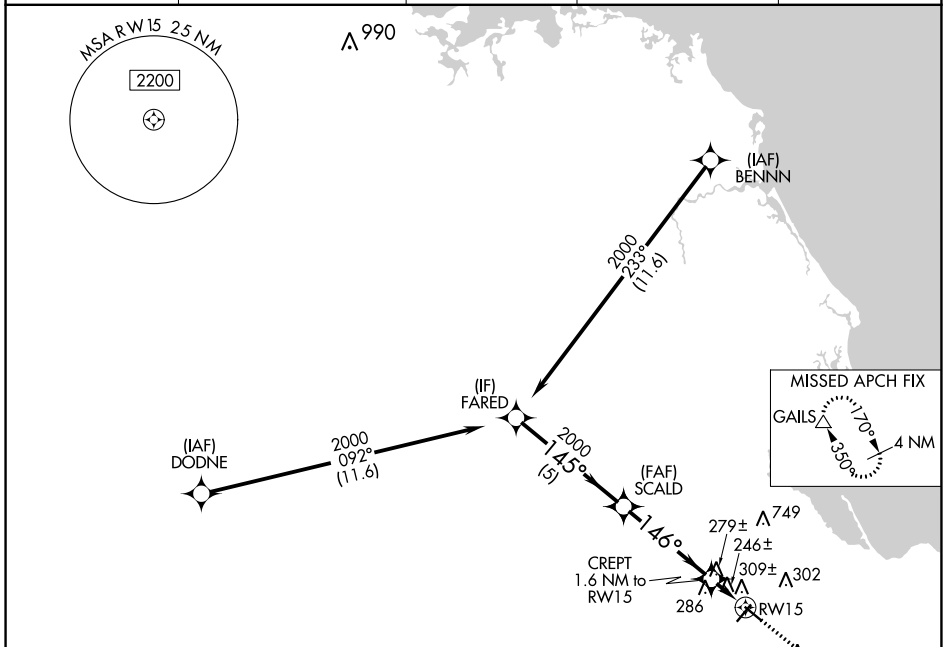 MSA RW15 25 NM
2200
990
(IAF)
BENNN
2000
233°
(11.6)
MISSED APCH FIX
GAILS
170°
4 NM
350°
(IF)
FARED
(IAF)
DODNE
2000
092°
(11.6)
2000
145°
(5)
(FAF)
SCALD
146°
749
279±
246±
309±
302
CREPT
1.6 NM to
RW15
286
RW15